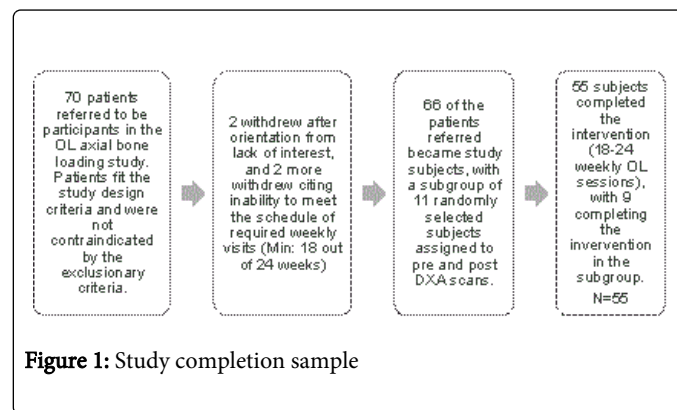 70 patients
referred to be
participants in the
OL axial bone
loading study.
Patients fit the
study design
criteria and were
not
contraindicated
by the
exclusionary
criteria.
2 withdrew after
orientation from
lack of interest,
and 2 more
withdrew citing
inability to meet
the schedule of
required weekly
visits (Min: 18 out
of 24 weeks)
66 of the
patients
referred
became study
subjects, with
a subgroup of
11 randomly
selected
subjects
assigned to
pre and post
DXA scans.
55 subjects
completed
the
intervention
(18-24
weekly OL
sessions),
with 9
completing
the
invervention
in the
subgroup.
N=55
Figure 1: Study completion sample